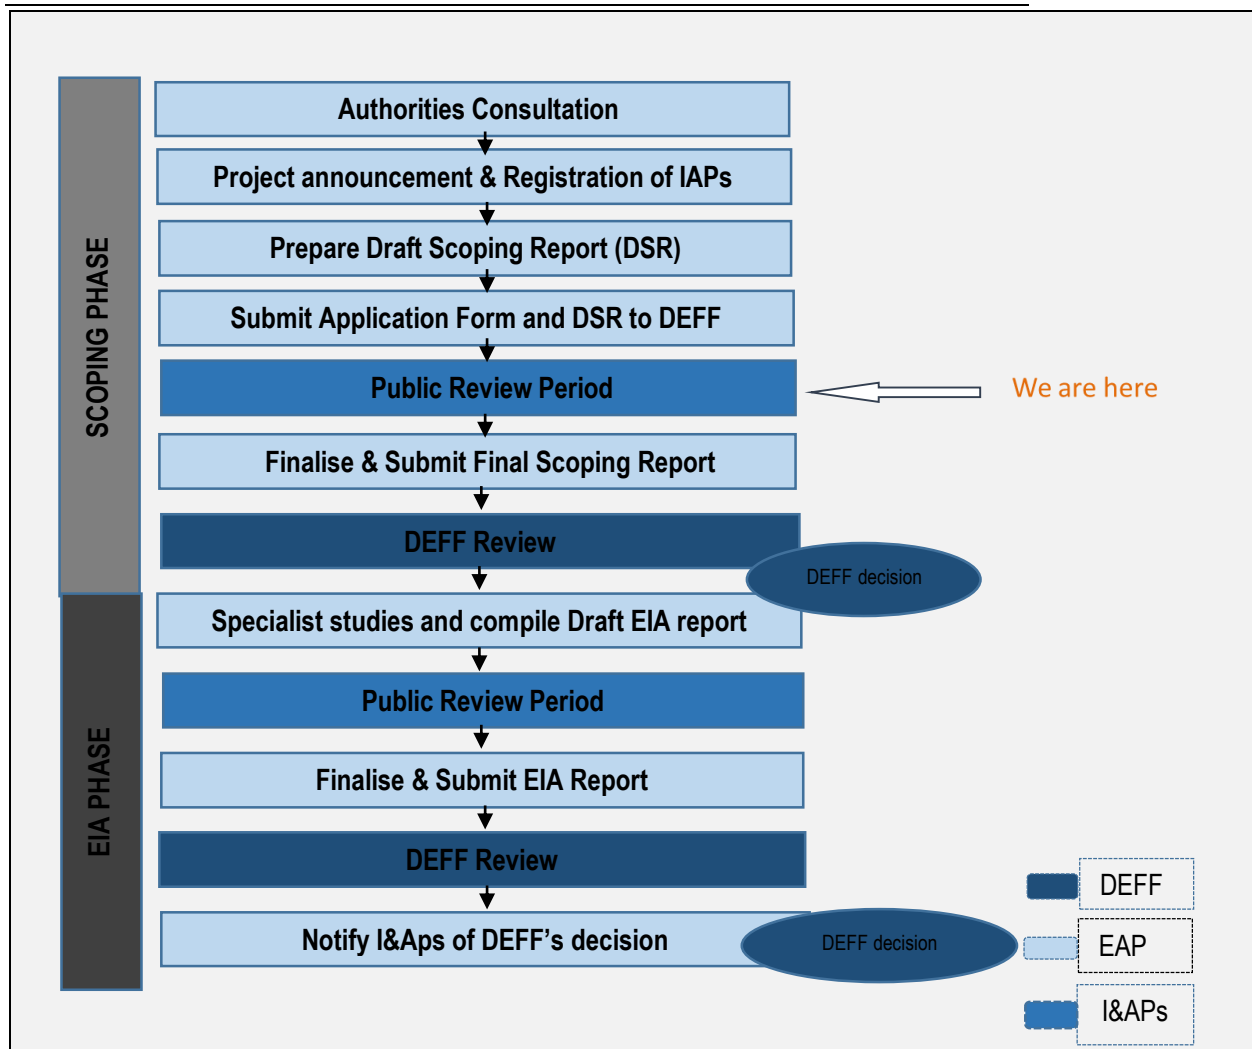 SCOPING PHASE
Authorities Consultation
Project announcement & Registration of IAPs
Prepare Draft Scoping Report (DSR)
Submit Application Form and DSR to DEFF
Public Review Period
We are here
Finalise & Submit Final Scoping Report
DEFF Review
DEFF decision
EIA PHASE
Specialist studies and compile Draft EIA report
Public Review Period
Finalise & Submit EIA Report
DEFF Review
Notify I&Aps of DEFF’s decision
DEFF decision
DEFF
EAP
I&APs